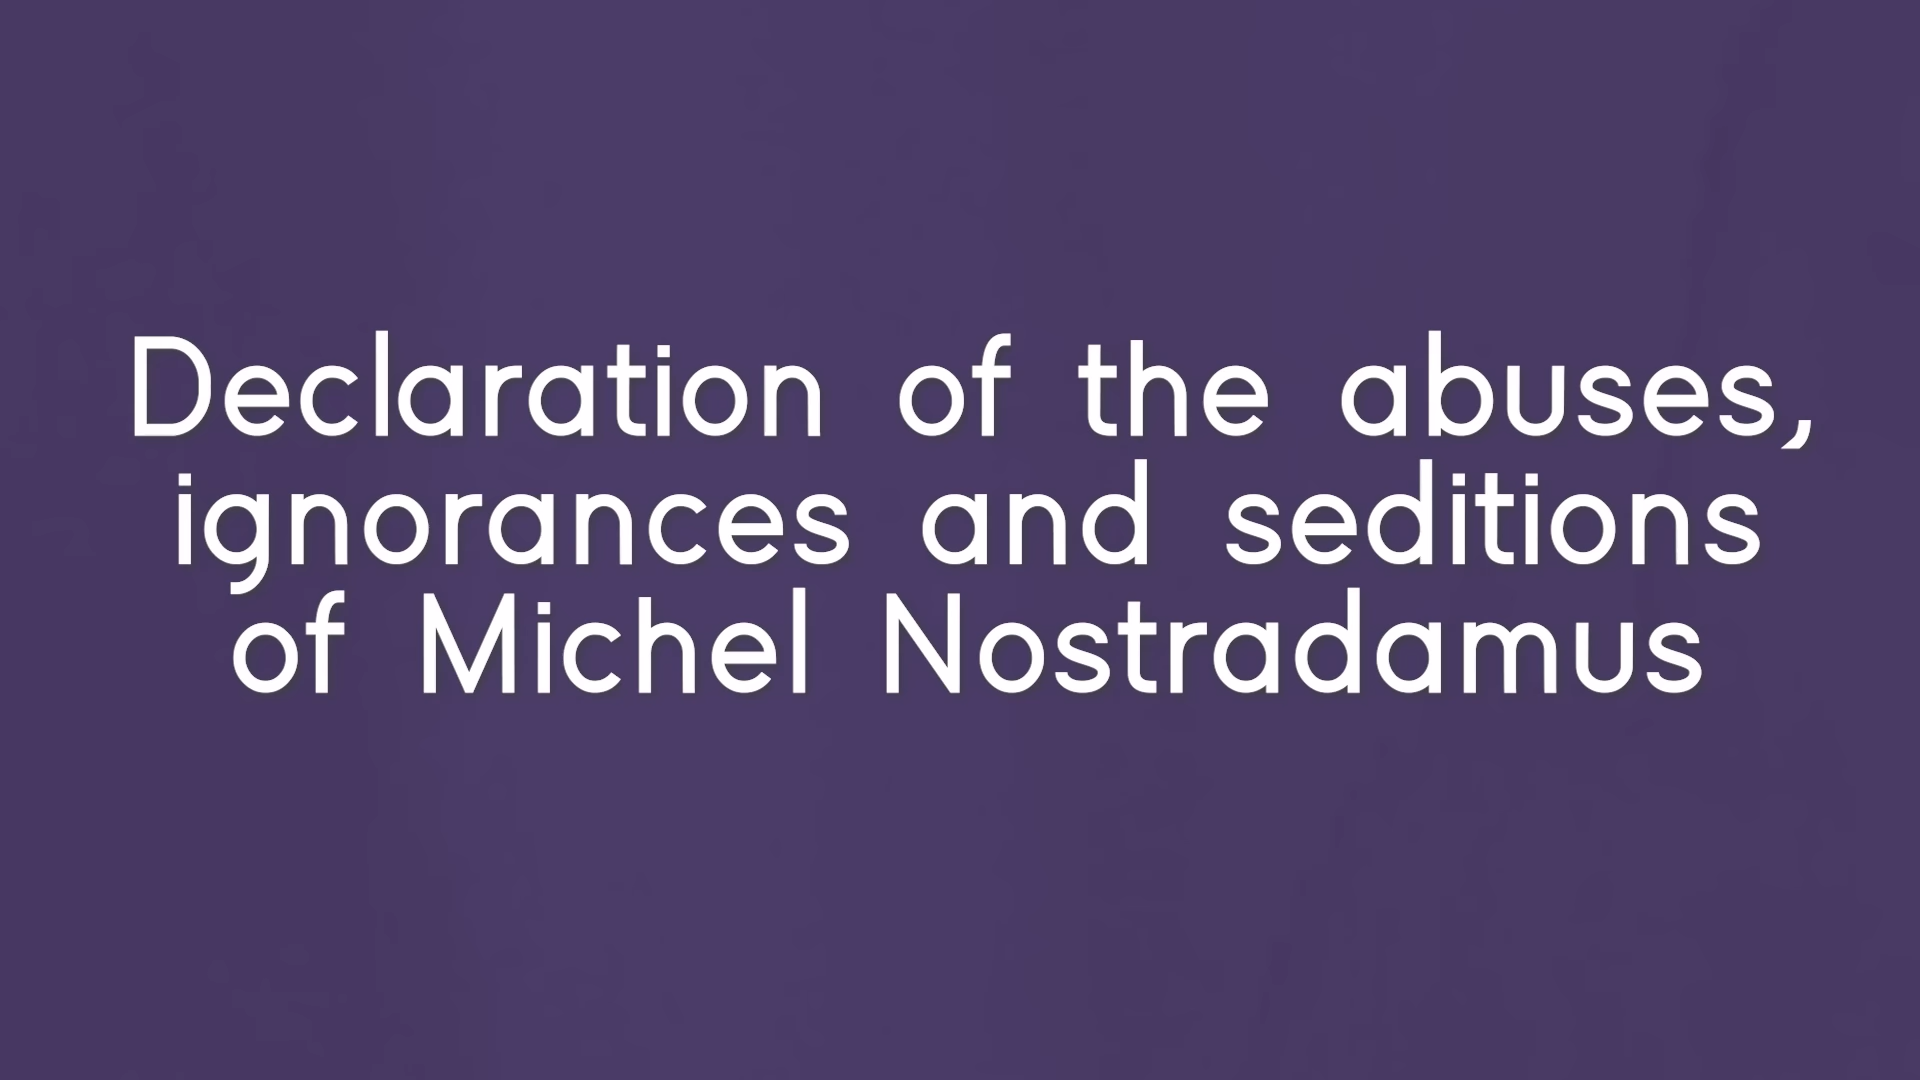 Declaration of the abuses,
ignorances and seditions
of Michel Nostradamus